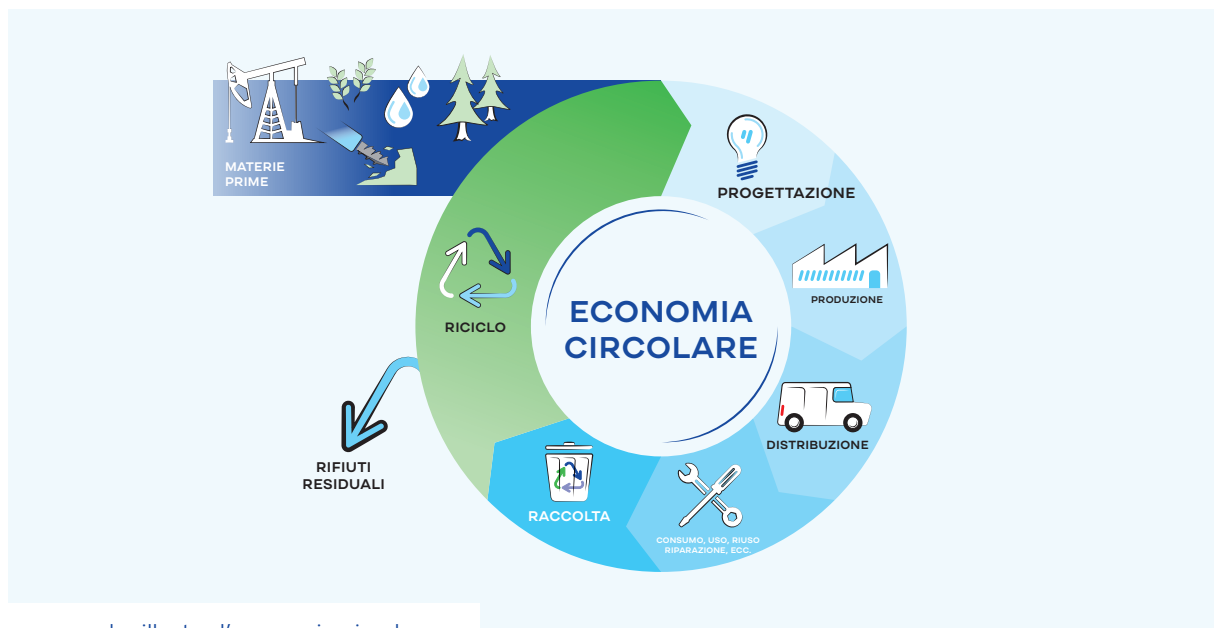 MATERIE
PRIME
PROGETTAZIONE
PRODUZIONE
DISTRIBUZIONE
CONSUMO, USO, RIUSO
RIPARAZIONE, ECC.
RACCOLTA
RICICLO
RIFIUTI
RESIDUALI
ECONOMIA
CIRCOLARE